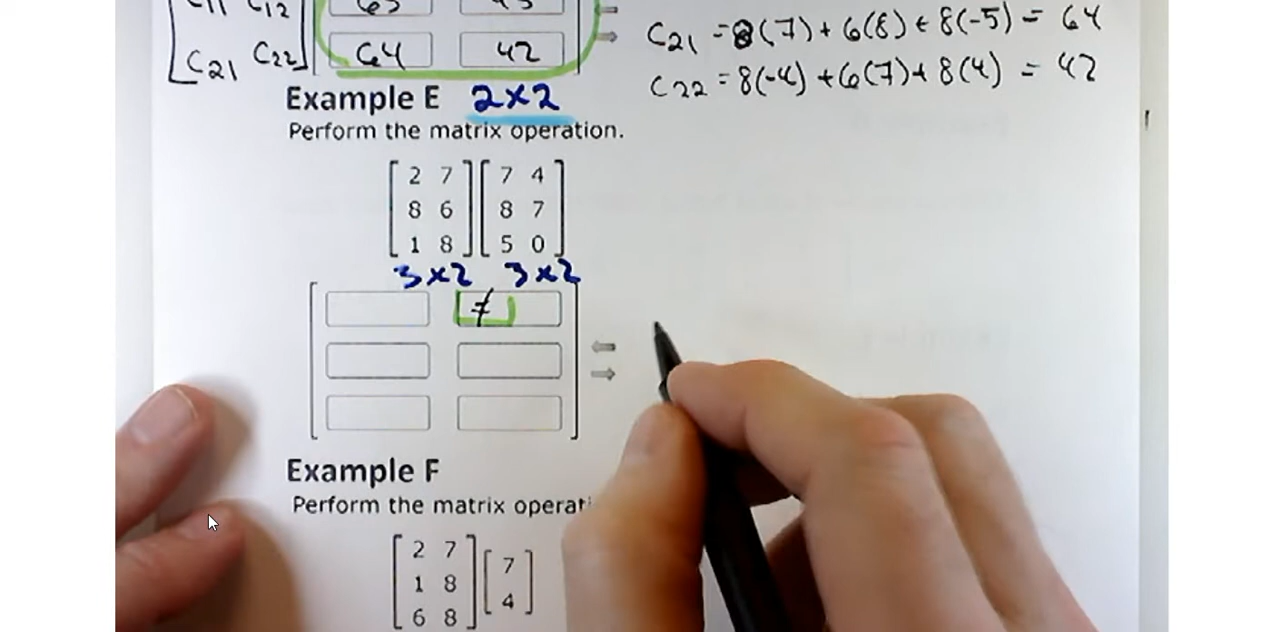 C12
C21 C22
64 42
C21 = 8(7) + 6(8) + 8(-5) = 64
C22 = 8(-4) + 6(7) + 8(4) = 42
Example E 2x2
Perform the matrix operation.
2 7 7 4
8 6 8 7
1 8 5 0
3x2 3x2
≠
Example F
Perform the matrix operati
2 7
1 8 7
6 8 4